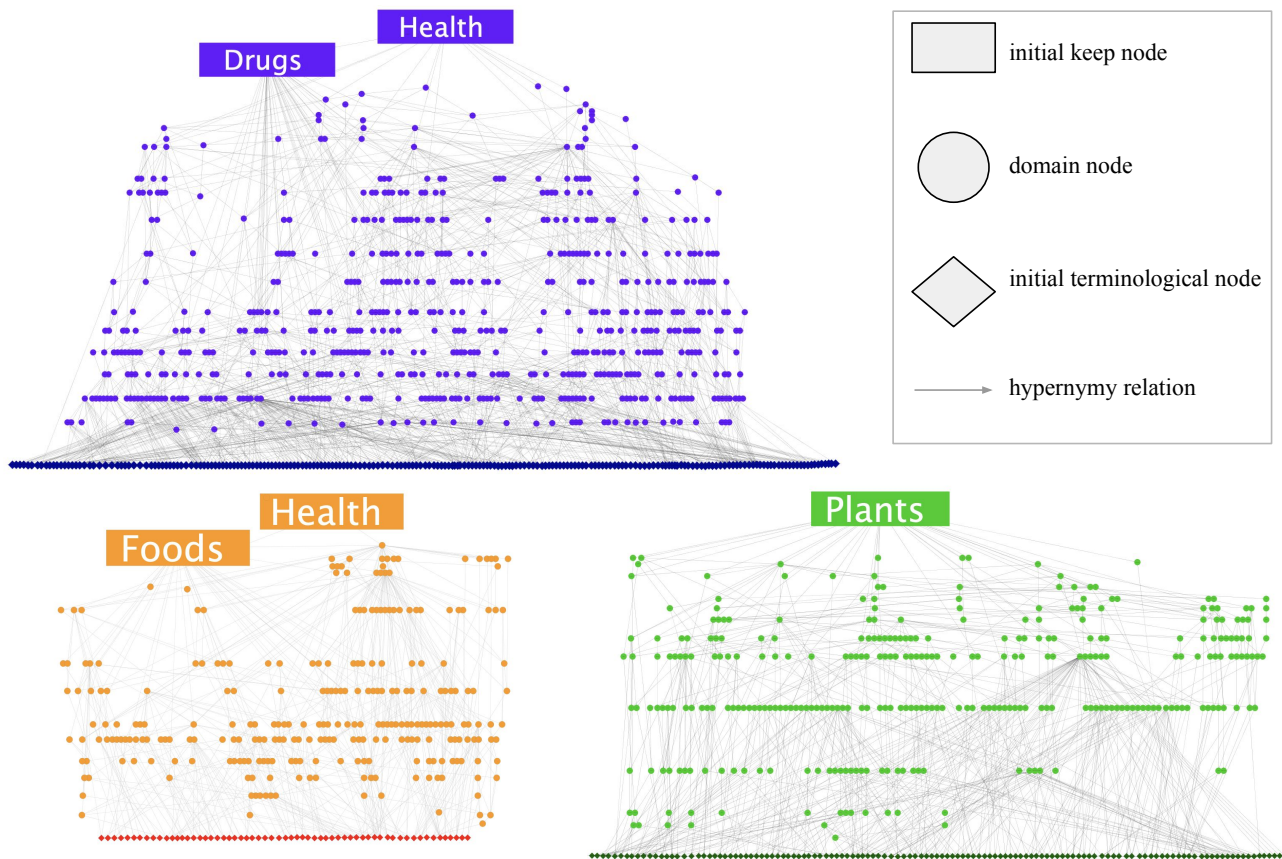 Health
Drugs
initial keep node
domain node
initial terminological node
hypernymy relation
Health
Foods
Plants